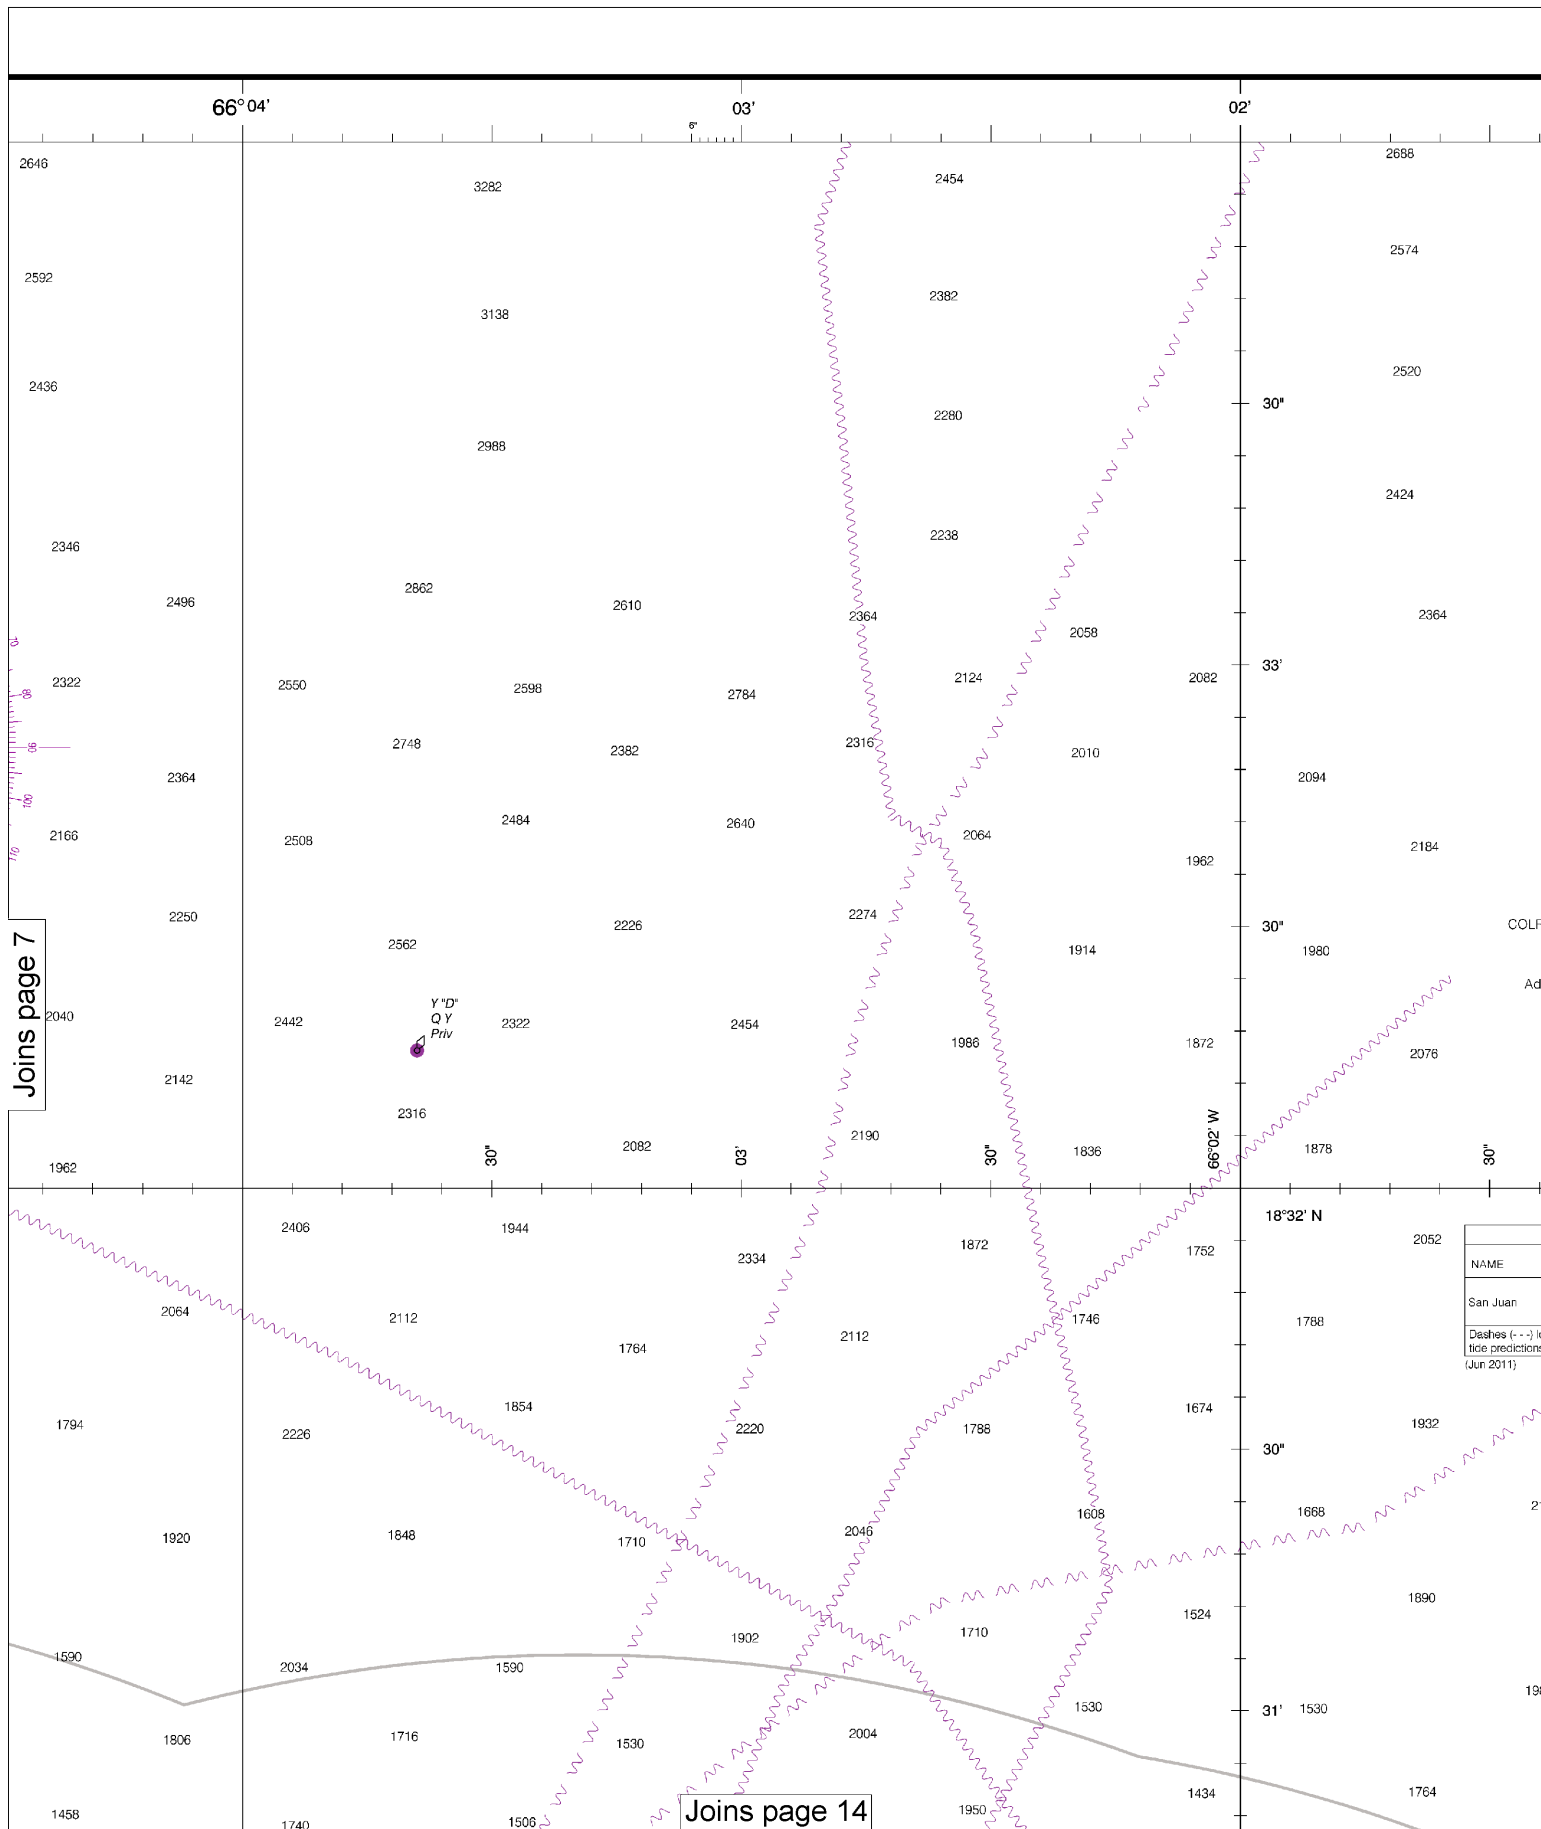 66° 04' 03' 02'
6"
2646 3282 2454 2688
2592 3138 2382 2574
2436 2988 2280 2520
30"
2346 2862 2238 2424
2496 2610 2364 2058 2364
33'
2322 2550 2598 2784 2124 2082
80
2748 2382 2316 2010
90
2364 2094
100
2166 2508 2484 2640 2064 2184
110
1962
2250 2562 2226 2274 1914 1980
30"
Joins page 7
2040 2442 2322 2454 1986 1872 2076
Y "D"
Q Y
Priv
2142 2316 2082 2190 1836 1878
1962 30" 03' 30" 66°02' W 30"
18°32' N
2406 1944 2334 1872 1752 2052
NAME
San Juan
Dashes (- - -)
tide predictions
(Jun 2011)
2064 2112 1764 2112 1746 1788
1794 2226 1854 2220 1788 1674 1932
30"
1920 1848 1710 2046 1608 1668
1902 1710 1524 1890
1590 2034 1590 1530 1530
31'
1806 1716 1530 2004
1458 1740 1506 1950 1434 1764
Joins page 14